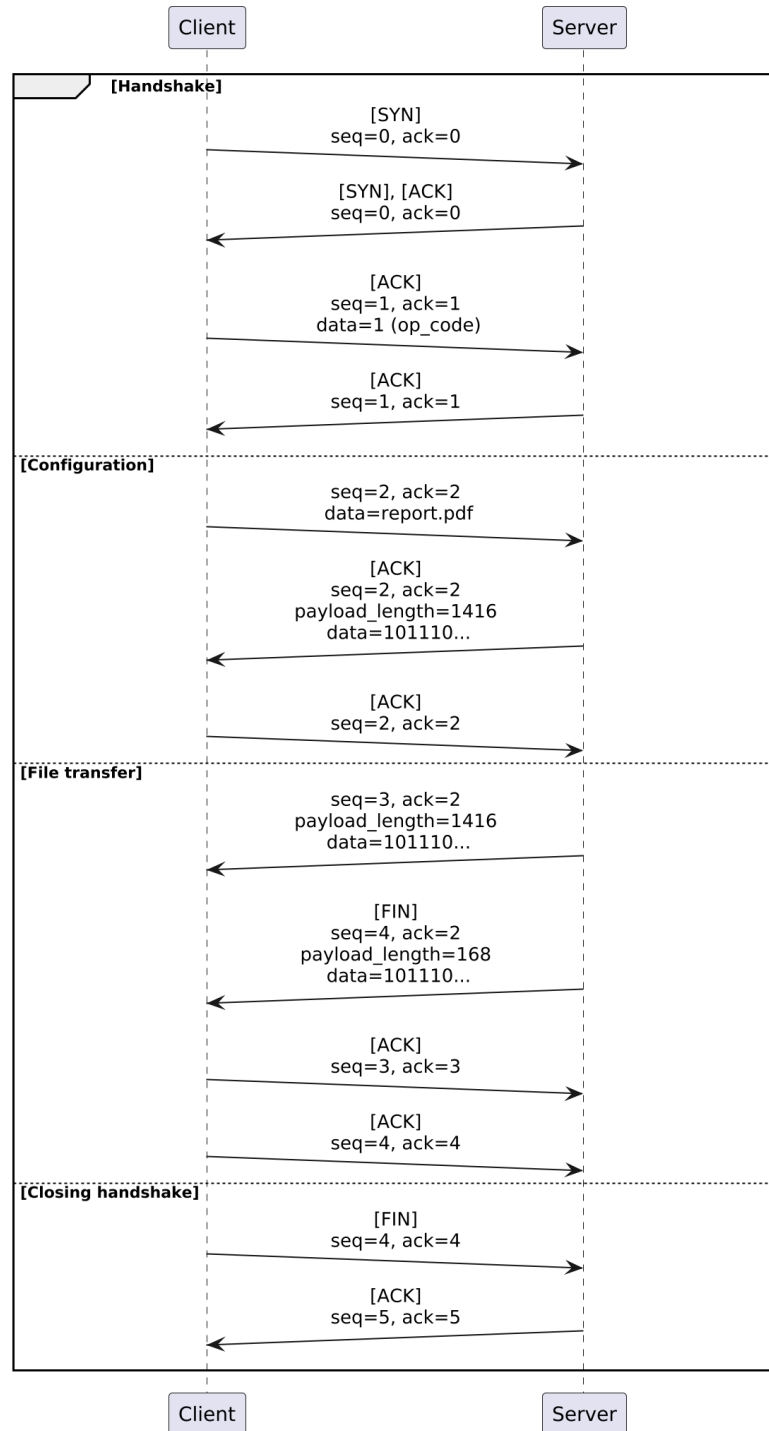 Client
Server
[Handshake]
[SYN]
seq=0, ack=0
[SYN], [ACK]
seq=0, ack=0
[ACK]
seq=1, ack=1
data=1 (op_code)
[ACK]
seq=1, ack=1
[Configuration]
seq=2, ack=2
data=report.pdf
[ACK]
seq=2, ack=2
payload_length=1416
data=101110...
[ACK]
seq=2, ack=2
[File transfer]
seq=3, ack=2
payload_length=1416
data=101110...
[FIN]
seq=4, ack=2
payload_length=168
data=101110...
[ACK]
seq=3, ack=3
[ACK]
seq=4, ack=4
[Closing handshake]
[FIN]
seq=4, ack=4
[ACK]
seq=5, ack=5
Client
Server